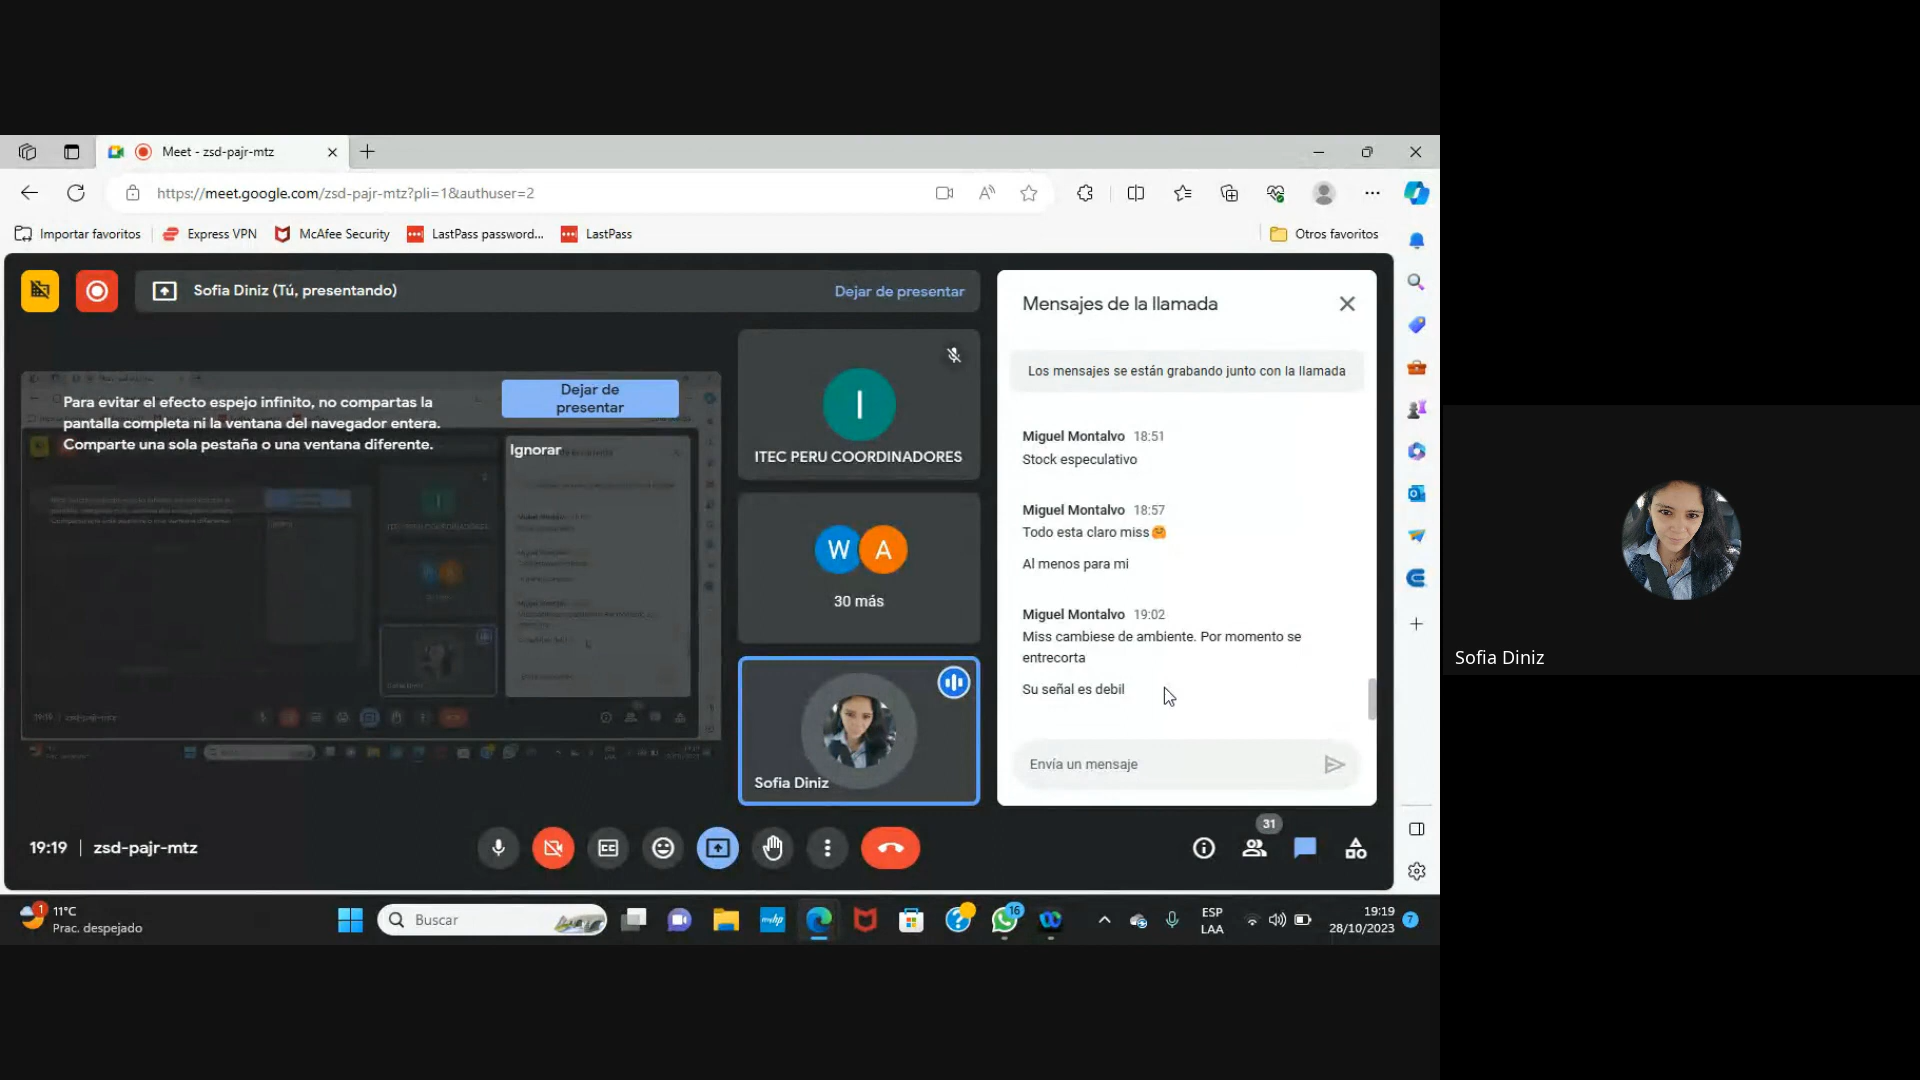 Meet - zsd-pajr-mtz
https://meet.google.com/zsd-pajr-mtz?pli=1&authuser=2
Importar favoritos
Express VPN
McAfee Security
LastPass password...
LastPass
Otros favoritos
Sofia Diniz (Tú, presentando)
Dejar de presentar
Para evitar el efecto espejo infinito, no compartas la
pantalla completa ni la ventana del navegador entera.
Comparte una sola pestaña o una ventana diferente.
Dejar de
presentar
Ignorar
I
ITEC PERU COORDINADORES
W A
30 más
Sofia Diniz
Mensajes de la llamada
Los mensajes se están grabando junto con la llamada
Miguel Montalvo 18:51
Stock especulativo
Miguel Montalvo 18:57
Todo esta claro miss🤗
Al menos para mi
Miguel Montalvo 19:02
Miss cambiese de ambiente. Por momento se
entrecorta
Su señal es debil
Envía un mensaje
Sofia Diniz
19:19 | zsd-pajr-mtz
CC
31
1
11°C
Prac. despejado
Buscar
myhp
16
ESP
LAA
19:19
28/10/2023
7